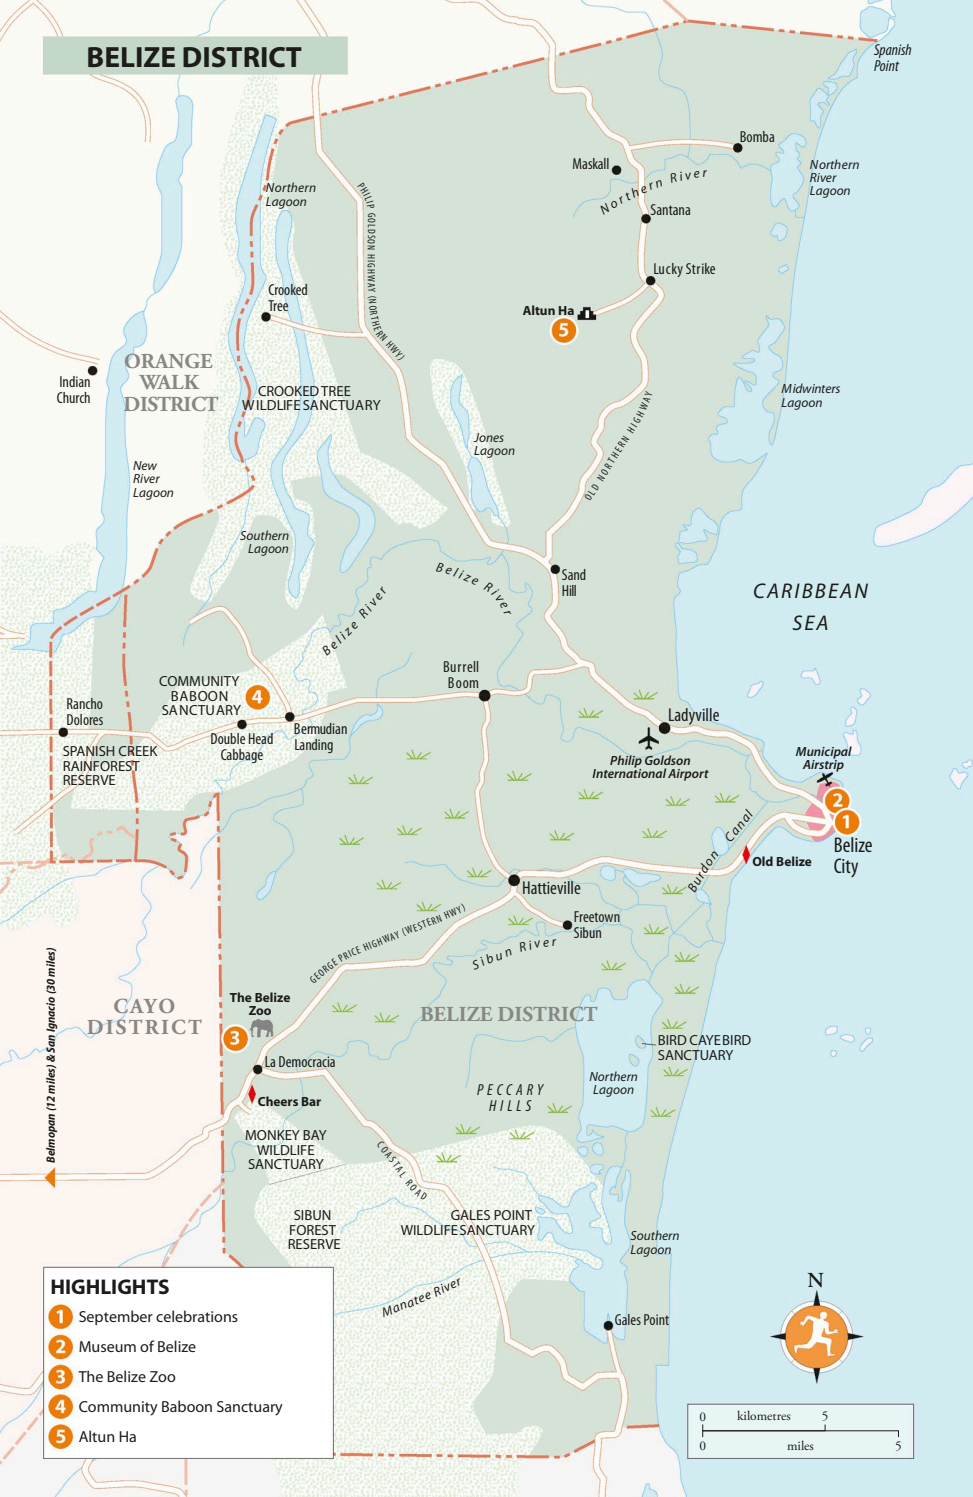 BELIZE DISTRICT
Spanish
Point
Bomba
Maskall
Northern River
Northern
River
Lagoon
Northern
Lagoon
Santana
PHILIP GOLDSON HIGHWAY (NORTHERN HWY)
Lucky Strike
Crooked
Tree
Altun Ha
5
ORANGE
WALK
DISTRICT
Indian
Church
CROOKED TREE
WILDLIFE SANCTUARY
Midwinters
Lagoon
OLD NORTHERN HIGHWAY
Jones
Lagoon
New
River
Lagoon
Southern
Lagoon
Belize River
Belize River
Sand
Hill
CARIBBEAN
SEA
Burrell
Boom
COMMUNITY
BABOON
SANCTUARY
4
Rancho
Dolores
Double Head
Cabbage
Bermudian
Landing
SPANISH CREEK
RAINFOREST
RESERVE
Ladyville
Philip Goldson
International Airport
Municipal
Airstrip
2
1
Belize
City
Burdon Canal
Old Belize
Hattieville
Freetown
Sibun
GEORGE PRICE HIGHWAY (WESTERN HWY)
Sibun River
Belmopan (12 miles) & San Ignacio (30 miles)
CAYO
DISTRICT
The Belize
Zoo
3
BELIZE DISTRICT
BIRD CAYE BIRD
SANCTUARY
La Democracia
Northern
Lagoon
PECCARY
HILLS
Cheers Bar
MONKEY BAY
WILDLIFE
SANCTUARY
COASTAL ROAD
SIBUN
FOREST
RESERVE
GALES POINT
WILDLIFE SANCTUARY
Southern
Lagoon
Manatee River
Gales Point
HIGHLIGHTS
1 September celebrations
2 Museum of Belize
3 The Belize Zoo
4 Community Baboon Sanctuary
5 Altun Ha
N
0 kilometres 5
0 miles 5